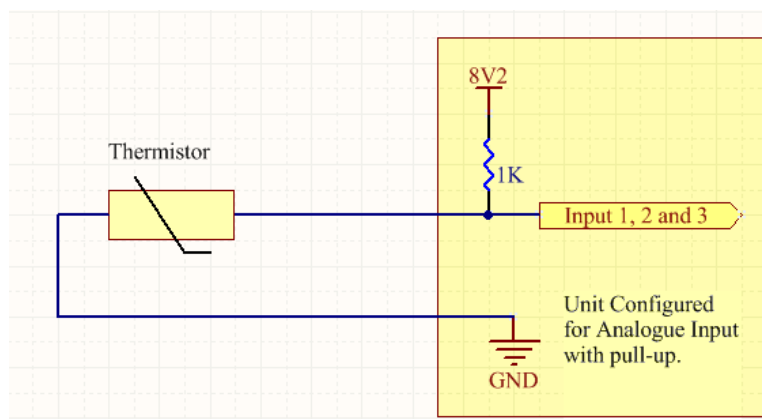 8V2
Thermistor
1K
Input 1, 2 and 3
Unit Configured
for Analogue Input
with pull-up.
GND